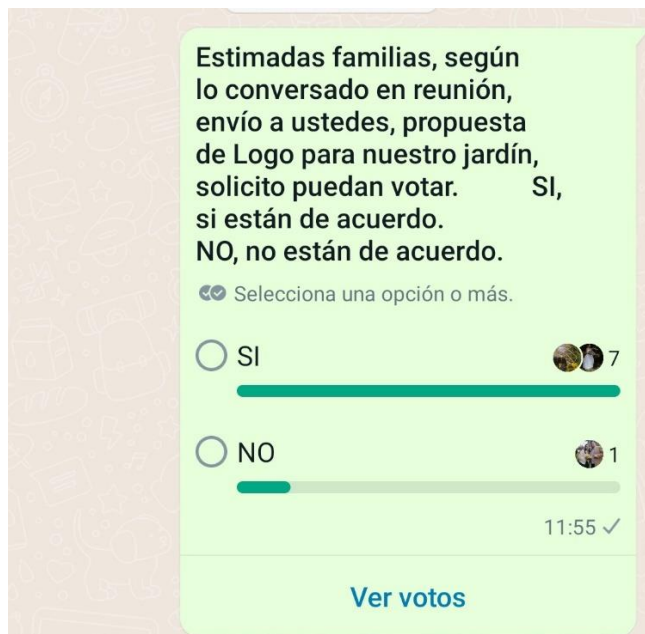 Estimadas familias, según
lo conversado en reunión,
envío a ustedes, propuesta
de Logo para nuestro jardín,
solicito puedan votar. SI,
si están de acuerdo.
NO, no están de acuerdo.
Selecciona una opción o más.
SI 7
NO 1
11:55
Ver votos